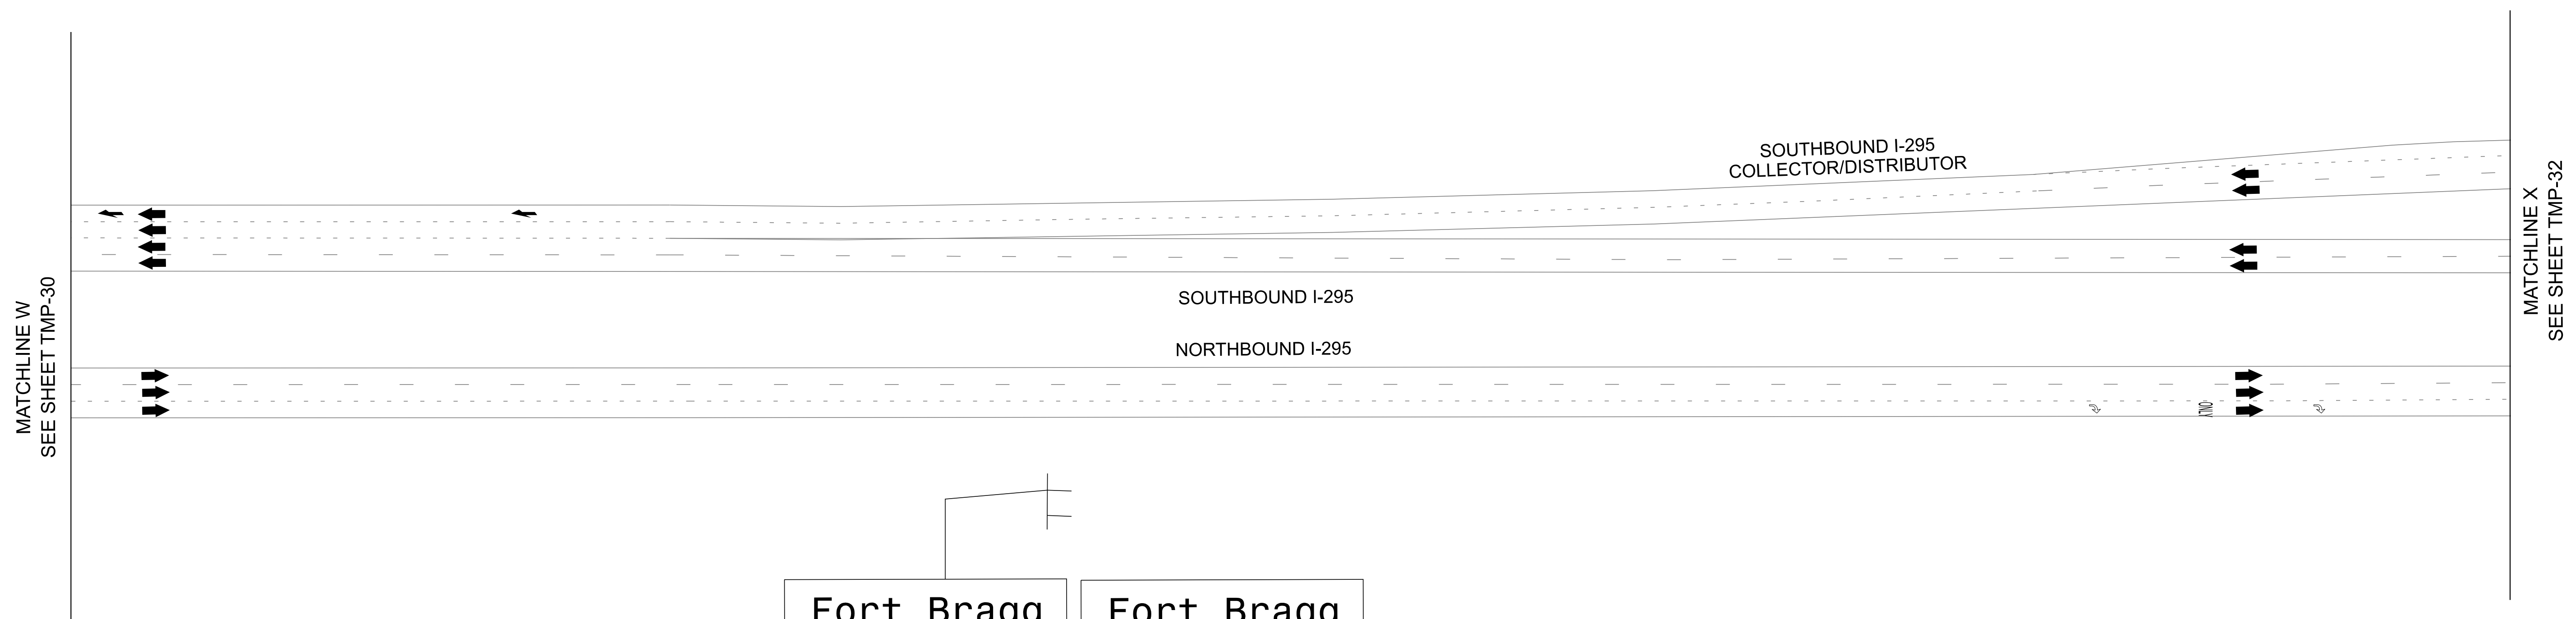 MATCHLINE W
SEE SHEET TMP-30
SOUTHBOUND I-295
COLLECTOR/DISTRIBUTOR
SOUTHBOUND I-295
NORTHBOUND I-295
ONLY
MATCHLINE X
SEE SHEET TMP-32
Fort Bragg
Fort Bragg